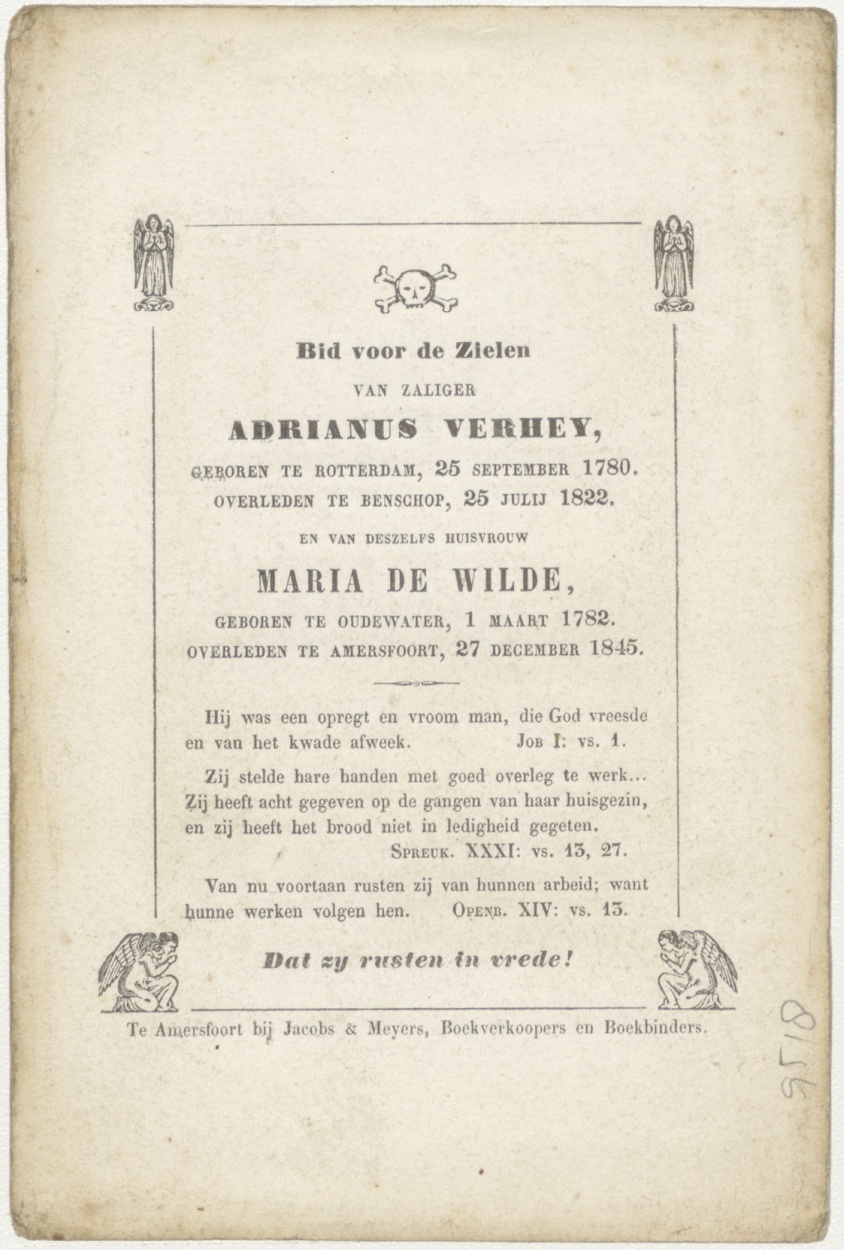 Bid voor de Zielen
VAN ZALIGER
ADRIANUS VERHEY,
GEBOREN TE ROTTERDAM, 25 SEPTEMBER 1780.
OVERLEDEN TE BENSCHOP, 25 JULIJ 1822.
EN VAN DESZELFS HUISVROUW
MARIA DE WILDE,
GEBOREN TE OUDEWATER, 1 MAART 1782.
OVERLEDEN TE AMERSFOORT, 27 DECEMBER 1845.
Hij was een opregt en vroom man, die God vreesde
en van het kwade afweek. JOB I: vs. 1.
Zij stelde hare handen met goed overleg te werk...
Zij heeft acht gegeven op de gangen van haar huisgezin,
en zij heeft het brood niet in ledigheid gegeten.
SPREUK. XXXI: vs. 13, 27.
Van nu voortaan rusten zij van hunnen arbeid; want
hunne werken volgen hen. OPENB. XIV: vs. 13.
Dat zy rusten in vrede!
Te Amersfoort bij Jacobs & Meyers, Boekverkoopers en Boekbinders.